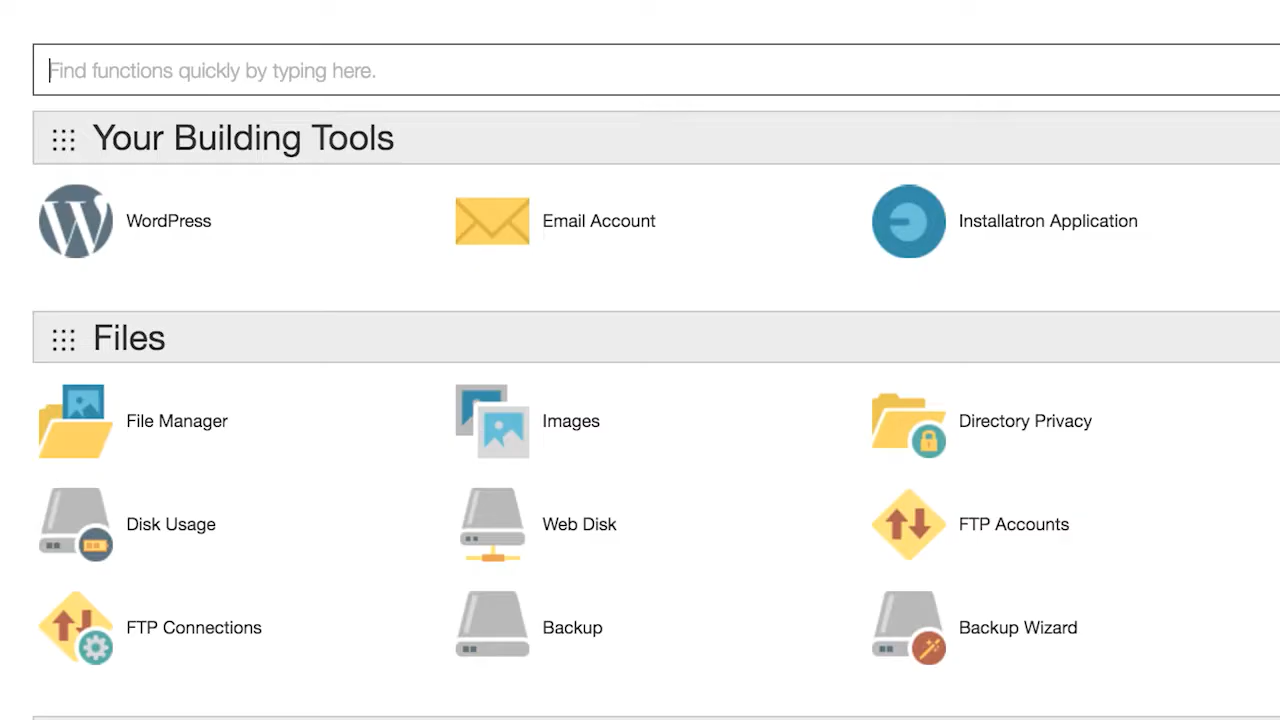 Find functions quickly by typing here.
Your Building Tools
WordPress
Email Account
Installatron Application
Files
File Manager
Images
Directory Privacy
Disk Usage
Web Disk
FTP Accounts
FTP Connections
Backup
Backup Wizard